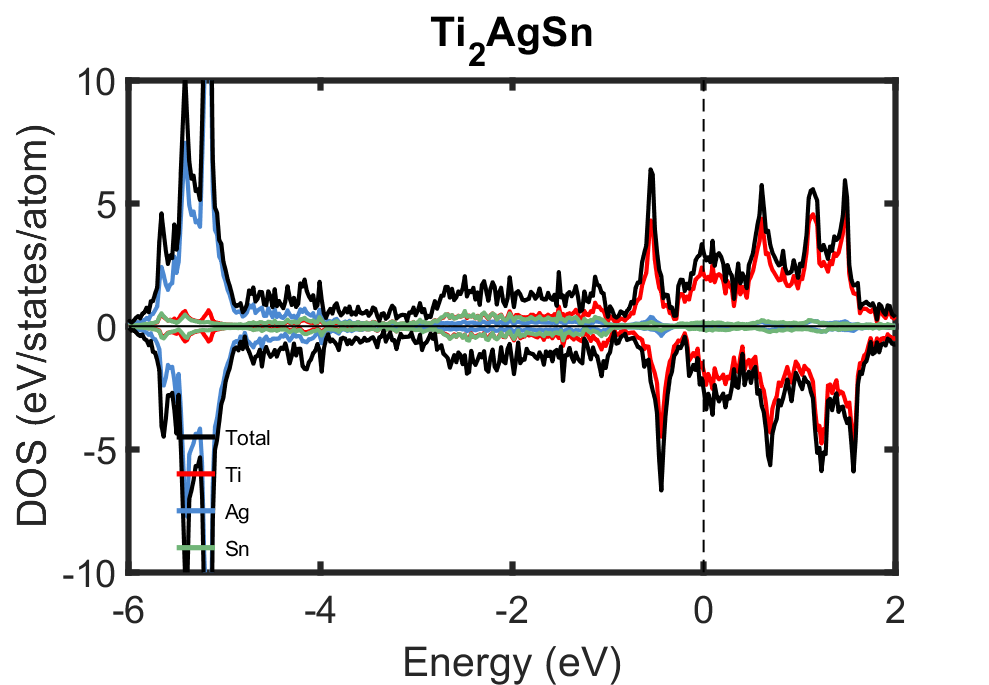 Ti2AgSn
10
5
0
-5
-10
DOS (eV/states/atom)
Total
Ti
Ag
Sn
-6 -4 -2 0 2
Energy (eV)